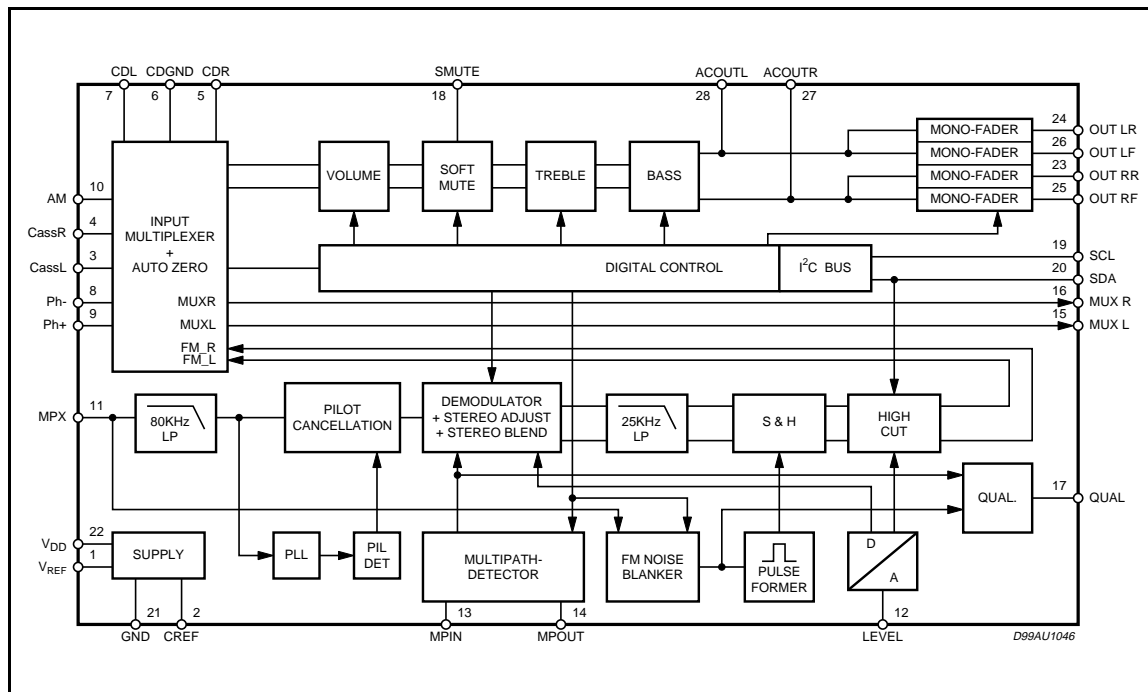 CDL CDGND CDR SMUTE ACOUTL ACOUTR
7 6 5 18 28 27
24
MONO-FADER OUT LR
26
MONO-FADER OUT LF
23
MONO-FADER OUT RR
25
MONO-FADER OUT RF
VOLUME
SOFT
MUTE
TREBLE
BASS
10
AM
4
CassR
3
CassL
8
Ph-
9
Ph+
INPUT
MULTIPLEXER
+
AUTO ZERO
MUXR
MUXL
FM_R
FM_L
DIGITAL CONTROL
I2C BUS
19
SCL
20
SDA
16
MUX R
15
MUX L
11
MPX
80KHz
LP
PILOT
CANCELLATION
DEMODULATOR
+ STEREO ADJUST
+ STEREO BLEND
25KHz
LP
S & H
HIGH
CUT
QUAL.
17
QUAL
22
VDD
1
VREF
SUPPLY
PLL
PIL
DET
MULTIPATH-
DETECTOR
FM NOISE
BLANKER
PULSE
FORMER
D
A
21 2 13 14 12
GND CREF MPIN MPOUT LEVEL
D99AU1046